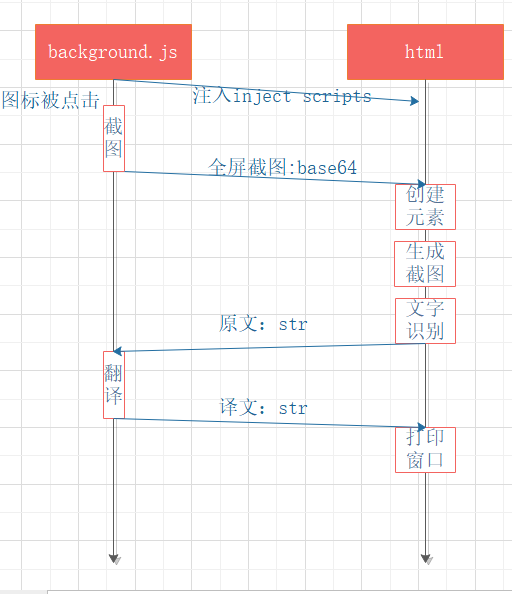 background.js
html
图标被点击
注入inject scripts
截
图
全屏截图:base64
创建
元素
生成
截图
文字
识别
原文: str
翻
译
译文: str
打印
窗口